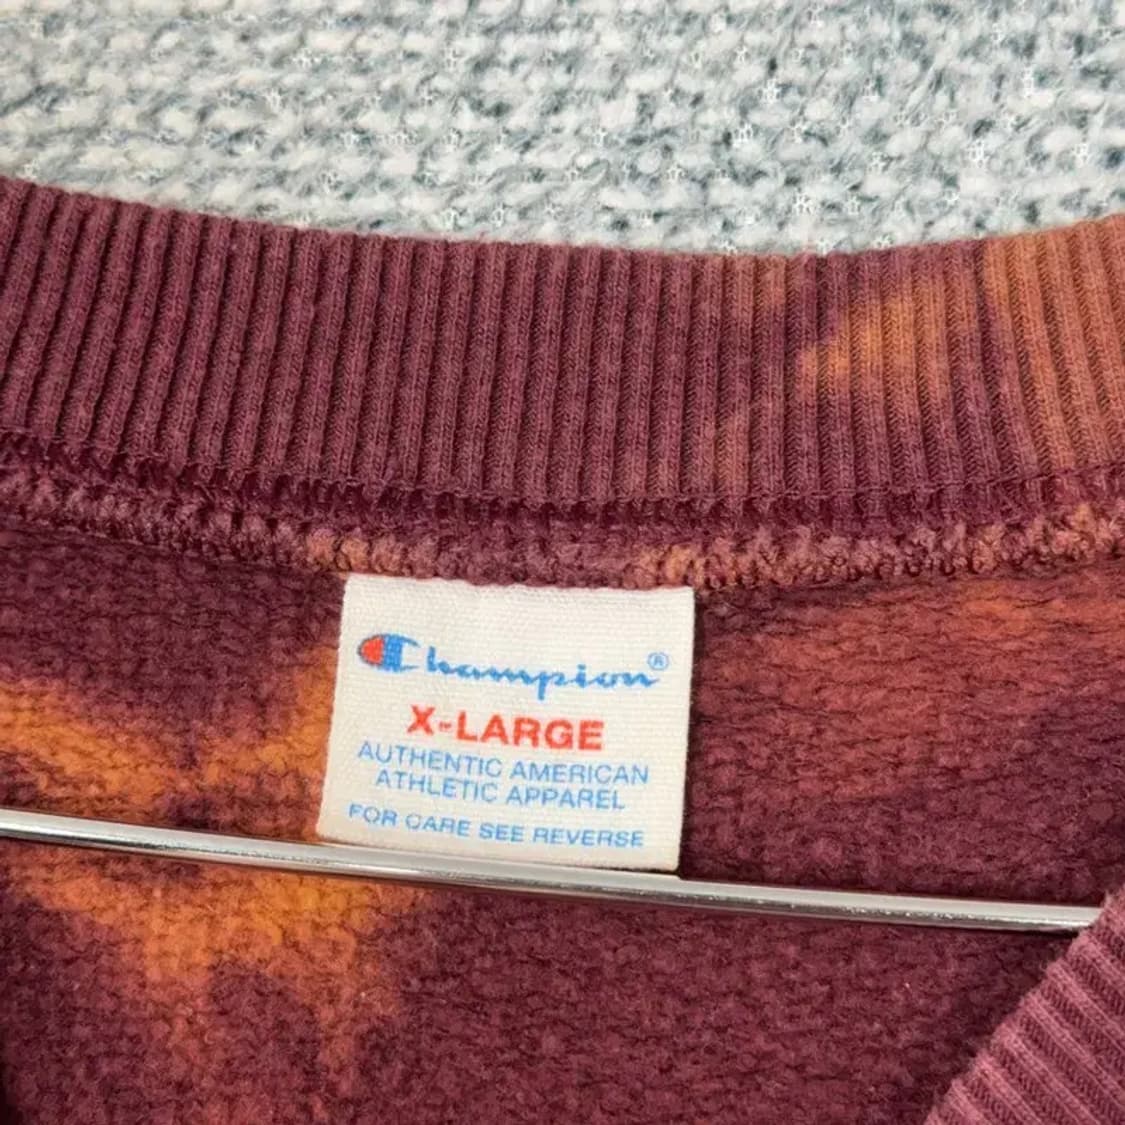 Champion®
X-LARGE
AUTHENTIC AMERICAN
ATHLETIC APPAREL
FOR CARE SEE REVERSE